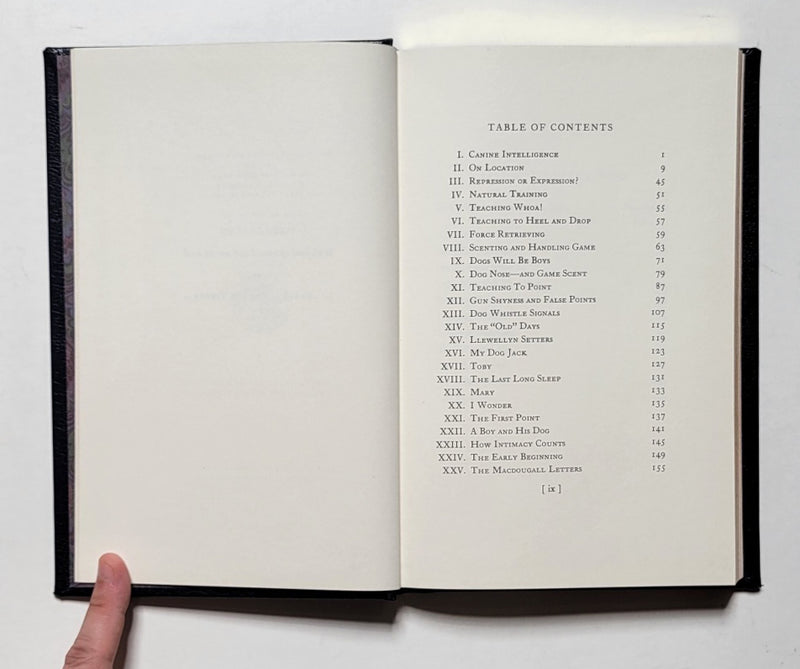 TABLE OF CONTENTS
I. Canine Intelligence 1
II. On Location 9
III. Repression or Expression? 45
IV. Natural Training 51
V. Teaching Whoa! 55
VI. Teaching to Heel and Drop 57
VII. Force Retrieving 59
VIII. Scenting and Handling Game 63
IX. Dogs Will Be Boys 71
X. Dog Nose—and Game Scent 79
XI. Teaching To Point 87
XII. Gun Shyness and False Points 97
XIII. Dog Whistle Signals 107
XIV. The "Old" Days 115
XV. Llewellyn Setters 119
XVI. My Dog Jack 123
XVII. Toby 127
XVIII. The Last Long Sleep 131
XIX. Mary 133
XX. I Wonder 135
XXI. The First Point 137
XXII. A Boy and His Dog 141
XXIII. How Intimacy Counts 145
XXIV. The Early Beginning 149
XXV. The Macdougall Letters 155
[ ix ]